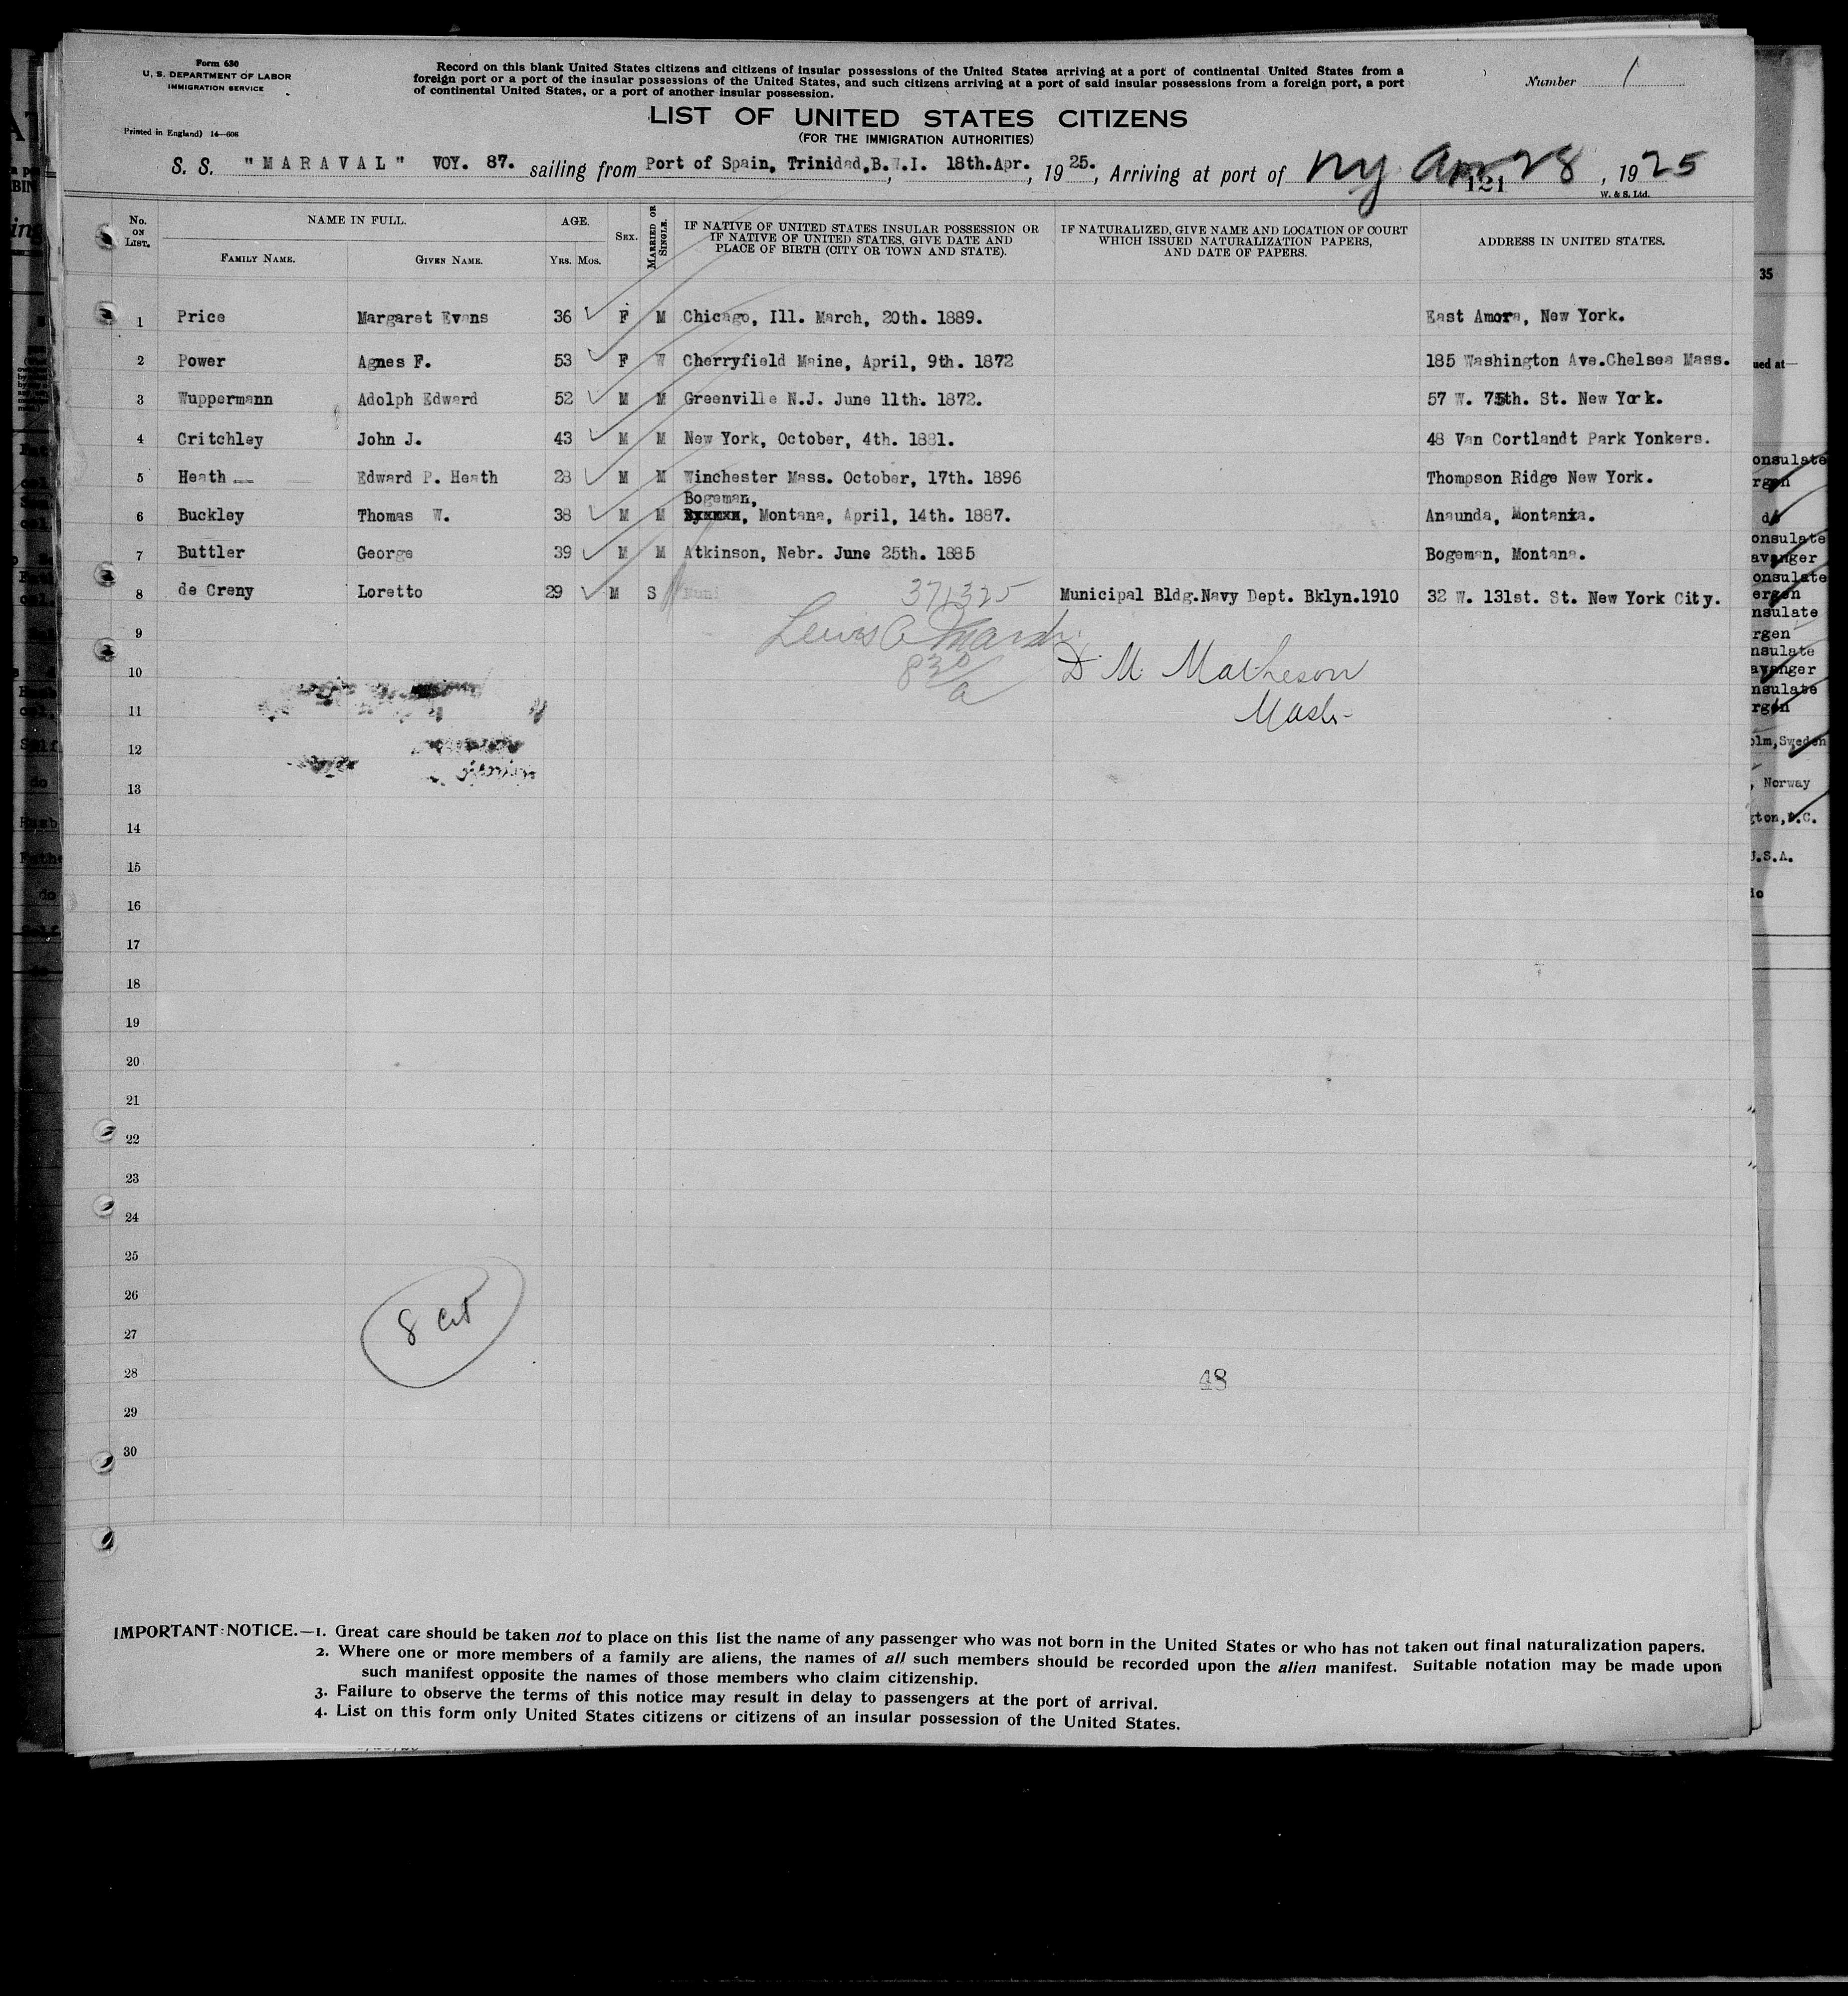 Form 630
U. S. DEPARTMENT OF LABOR
IMMIGRATION SERVICE
Printed in England) 14—608
Record on this blank United States citizens and citizens of insular possessions of the United States arriving at a port of continental United States from a
foreign port or a port of the insular possessions of the United States, and such citizens arriving at a port of said insular possessions from a foreign port, a port
of continental United States, or a port of another insular possession.
Number 1
LIST OF UNITED STATES CITIZENS
(FOR THE IMMIGRATION AUTHORITIES)
S. S. "MARAVAL" VOY. 87. sailing from Port of Spain, Trinidad, B.W.I. 18th.Apr. , 1925. , Arriving at port of NY Apr 28 , 1925
121
W. & S. Ltd.
No. ON LIST. NAME IN FULL. AGE. SEX. MARRIED OR SINGLE. IF NATIVE OF UNITED STATES INSULAR POSSESSION OR IF NATIVE OF UNITED STATES, GIVE DATE AND PLACE OF BIRTH (CITY OR TOWN AND STATE). IF NATURALIZED, GIVE NAME AND LOCATION OF COURT WHICH ISSUED NATURALIZATION PAPERS, AND DATE OF PAPERS. ADDRESS IN UNITED STATES.
FAMILY NAME. GIVEN NAME. YRS. MOS.
1 Price Margaret Evans 36 F M Chicago, Ill. March, 20th. 1889. East Amora, New York.
2 Power Agnes F. 53 F W Cherryfield Maine, April, 9th. 1872 185 Washington Ave.Chelsea Mass.
3 Wuppermann Adolph Edward 52 M M Greenville N.J. June 11th. 1872. 57 W. 75th. St. New York.
4 Critchley John J. 43 M M New York, October, 4th. 1881. 48 Van Cortlandt Park Yonkers.
5 Heath Edward P. Heath 28 M M Winchester Mass. October, 17th. 1896 Thompson Ridge New York.
Bogeman,
6 Buckley Thomas W. 38 M M , Montana, April, 14th. 1887. Anaunda, Montana.
7 Buttler George 39 M M Atkinson, Nebr. June 25th. 1885 Bogeman, Montana.
8 de Creny Loretto 29 M S Muni Municipal Bldg.Navy Dept. Bklyn.1910 32 W. 131st. St. New York City.
371325
9
10 D. M. Matheson
11
12
13
14
15
16
17
18
19
20
21
22
23
24
25
26
27 8 cit
28 48
29
30
IMPORTANT NOTICE.—1. Great care should be taken not to place on this list the name of any passenger who was not born in the United States or who has not taken out final naturalization papers.
2. Where one or more members of a family are aliens, the names of all such members should be recorded upon the alien manifest. Suitable notation may be made upon
such manifest opposite the names of those members who claim citizenship.
3. Failure to observe the terms of this notice may result in delay to passengers at the port of arrival.
4. List on this form only United States citizens or citizens of an insular possession of the United States.